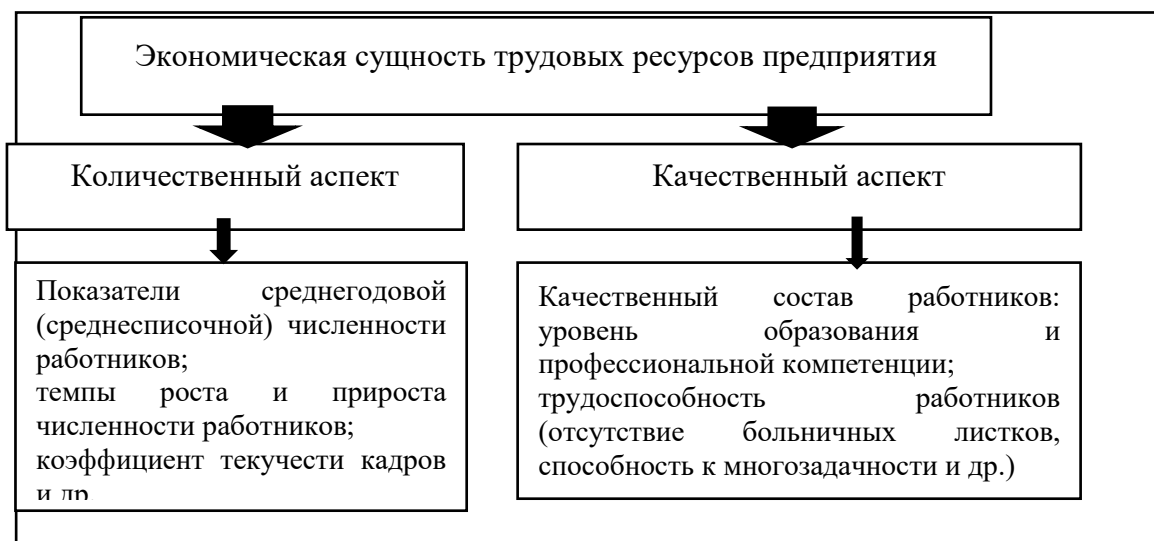 Экономическая сущность трудовых ресурсов предприятия
Количественный аспект
Качественный аспект
Показатели среднегодовой
(среднесписочной) численности
работников;
темпы роста и прироста
численности работников;
коэффициент текучести кадров
и др
Качественный состав работников:
уровень образования и
профессиональной компетенции;
трудоспособность работников
(отсутствие больничных листков,
способность к многозадачности и др.)